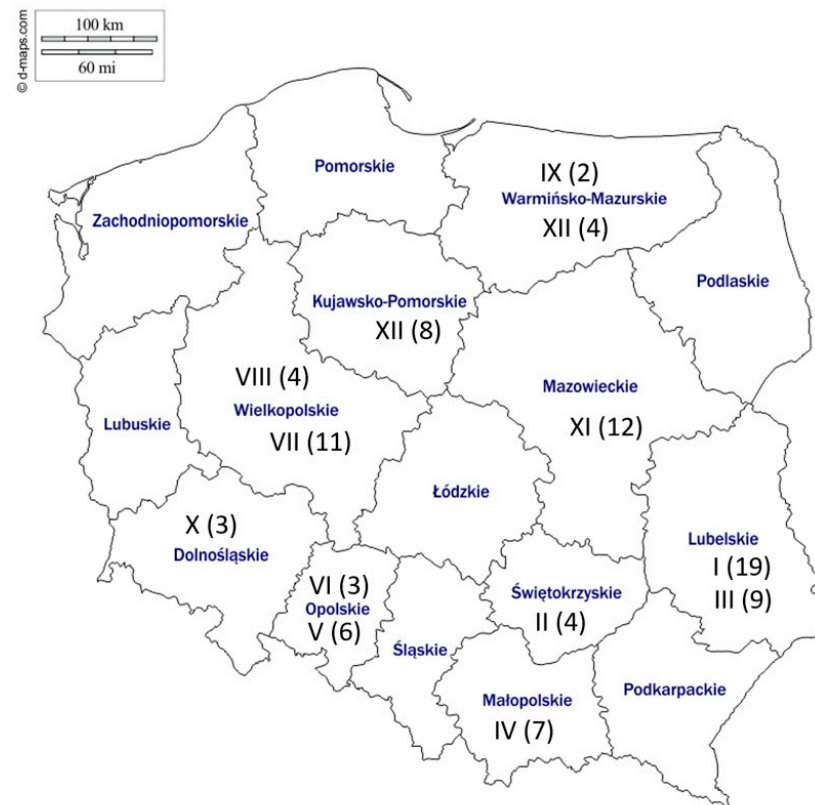 © d-maps.com
100 km
60 mi
Pomorskie
IX (2)
Warmińsko-Mazurskie
XII (4)
Zachodniopomorskie
Podlaskie
Kujawsko-Pomorskie
XII (8)
VIII (4)
Wielkopolskie
VII (11)
Mazowieckie
XI (12)
Lubuskie
Łódzkie
X (3)
Dolnośląskie
Lubelskie
I (19)
III (9)
VI (3)
Opolskie
V (6)
Świętokrzyskie
II (4)
Śląskie
Małopolskie
IV (7)
Podkarpackie